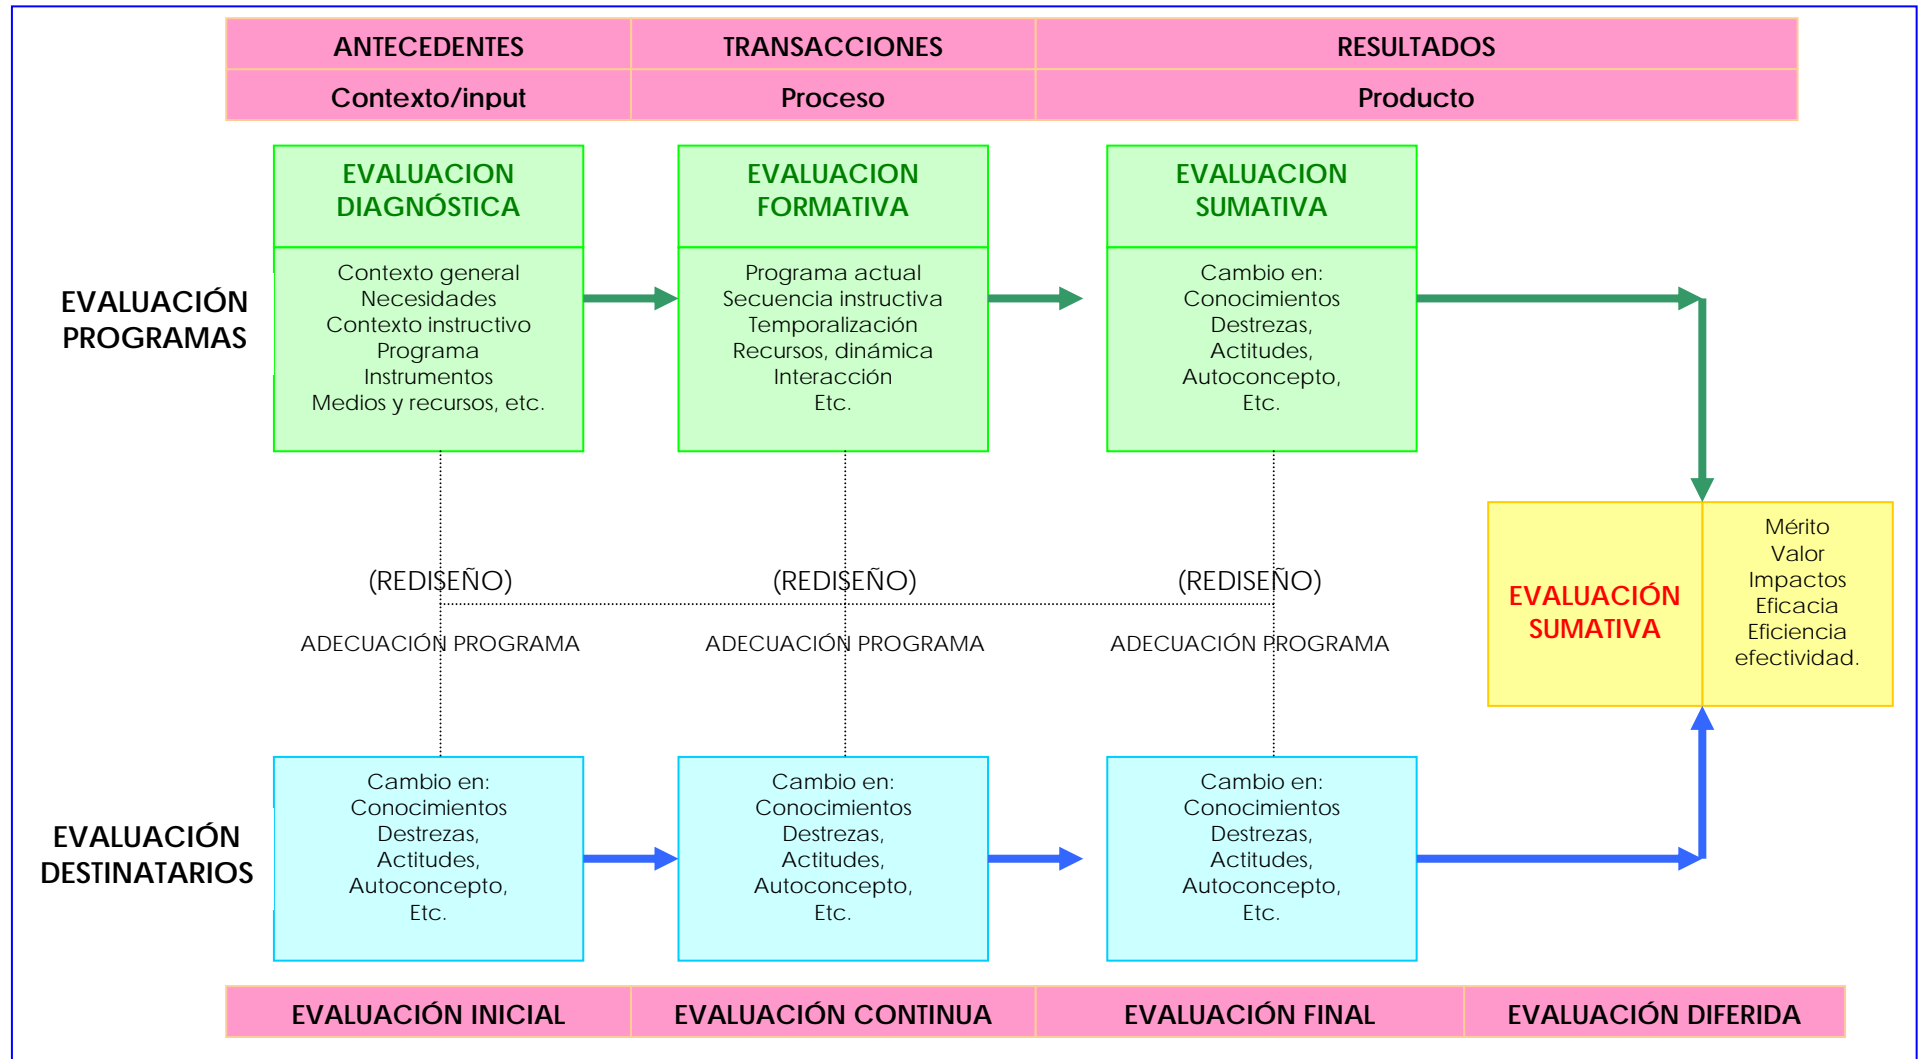 ANTECEDENTES
TRANSACCIONES
RESULTADOS
Contexto/input
Proceso
Producto
EVALUACION
DIAGNÓSTICA
EVALUACION
FORMATIVA
EVALUACION
SUMATIVA
EVALUACIÓN
PROGRAMAS
Contexto general
Necesidades
Contexto instructivo
Programa
Instrumentos
Medios y recursos, etc.
Programa actual
Secuencia instructiva
Temporalización
Recursos, dinámica
Interacción
Etc.
Cambio en:
Conocimientos
Destrezas,
Actitudes,
Autoconcepto,
Etc.
(REDISEÑO)
(REDISEÑO)
(REDISEÑO)
ADECUACIÓN PROGRAMA
ADECUACIÓN PROGRAMA
ADECUACIÓN PROGRAMA
EVALUACIÓN
SUMATIVA
Mérito
Valor
Impactos
Eficacia
Eficiencia
efectividad.
EVALUACIÓN
DESTINATARIOS
Cambio en:
Conocimientos
Destrezas,
Actitudes,
Autoconcepto,
Etc.
Cambio en:
Conocimientos
Destrezas,
Actitudes,
Autoconcepto,
Etc.
Cambio en:
Conocimientos
Destrezas,
Actitudes,
Autoconcepto,
Etc.
EVALUACIÓN INICIAL
EVALUACIÓN CONTINUA
EVALUACIÓN FINAL
EVALUACIÓN DIFERIDA